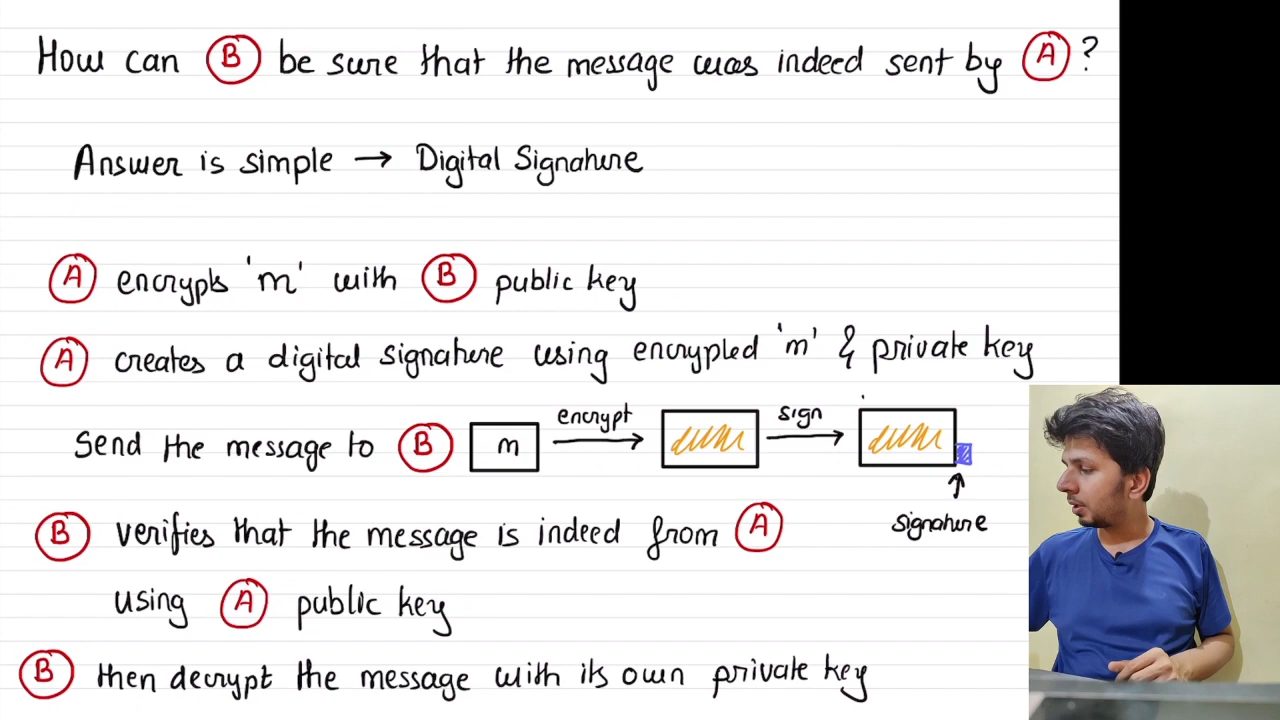 How can B be sure that the message was indeed sent by A ?
Answer is simple → Digital Signature
A encrypts 'm' with B public key
A creates a digital signature using encrypted 'm' & private key
Send the message to B m encrypt sign
signature
B verifies that the message is indeed from A
using A public key
B then decrypt the message with its own private key